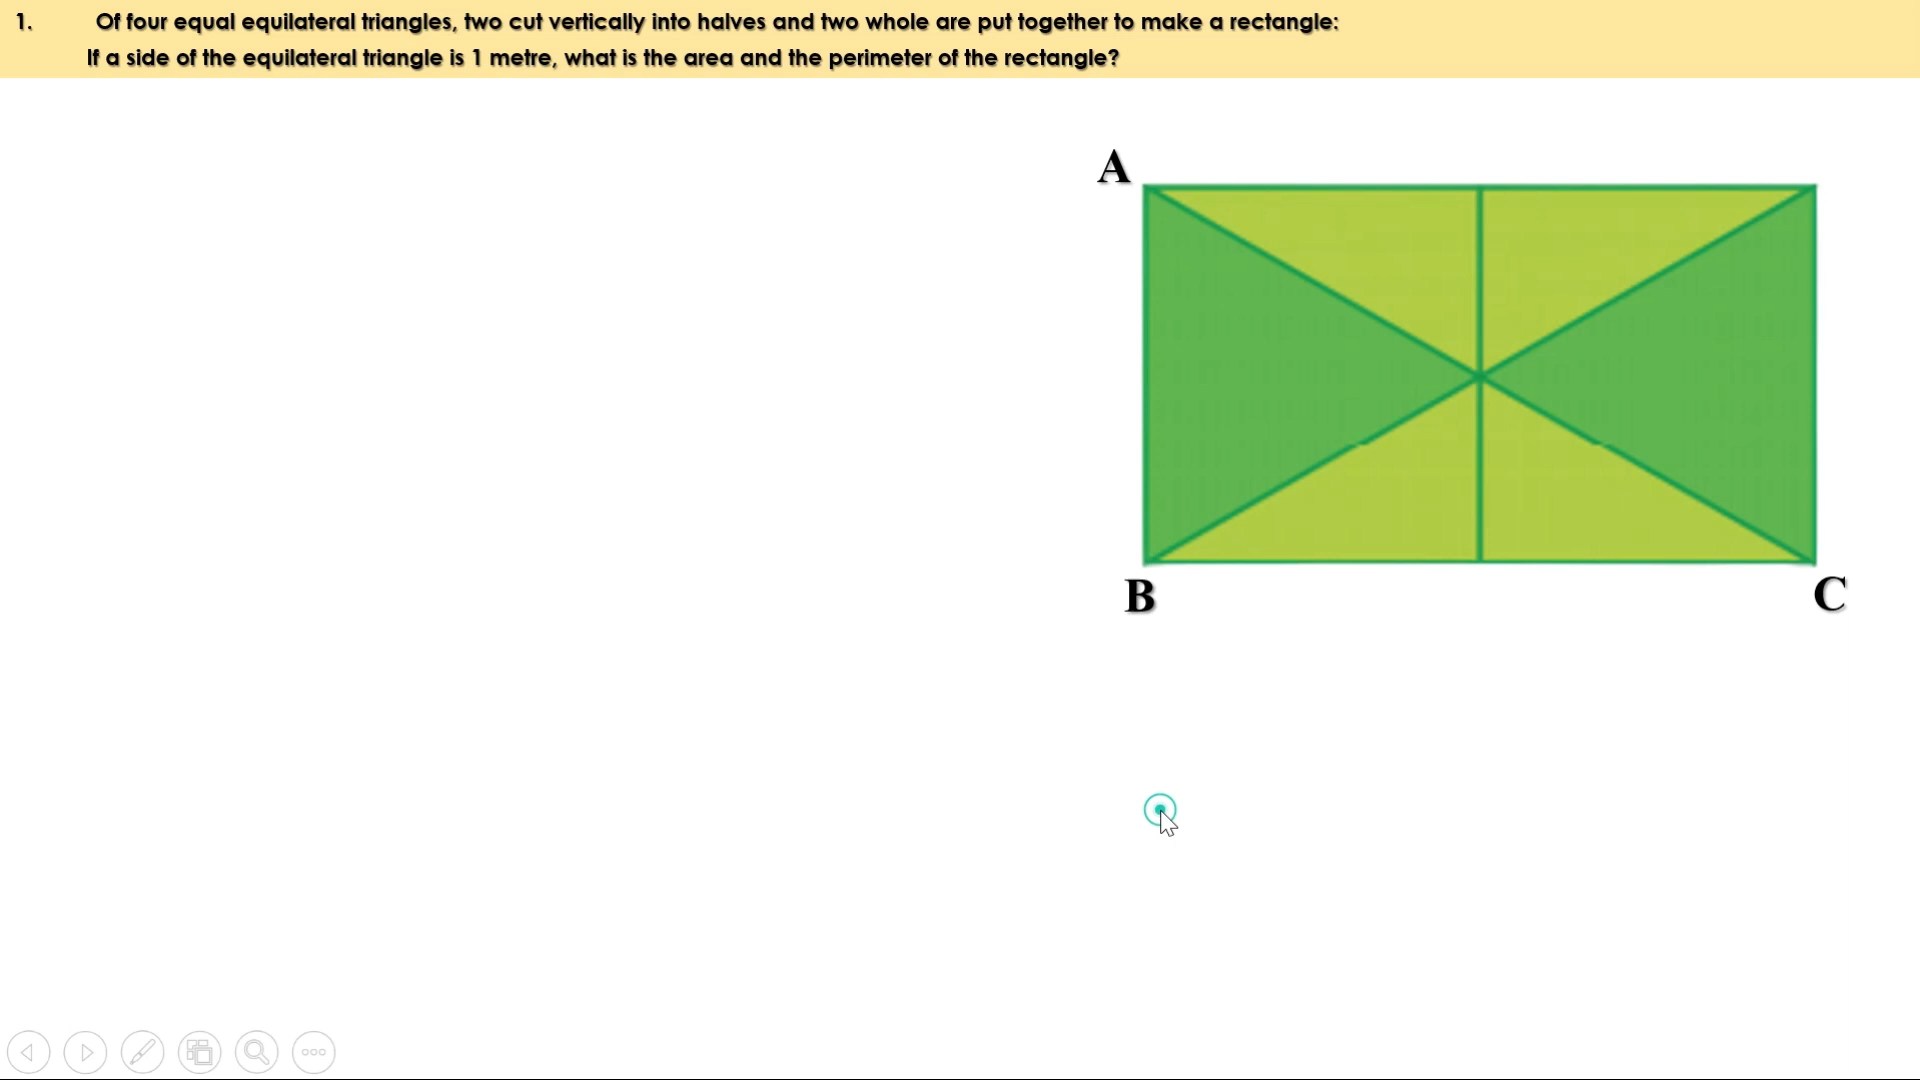 1. Of four equal equilateral triangles, two cut vertically into halves and two whole are put together to make a rectangle:
If a side of the equilateral triangle is 1 metre, what is the area and the perimeter of the rectangle?
A
B
C